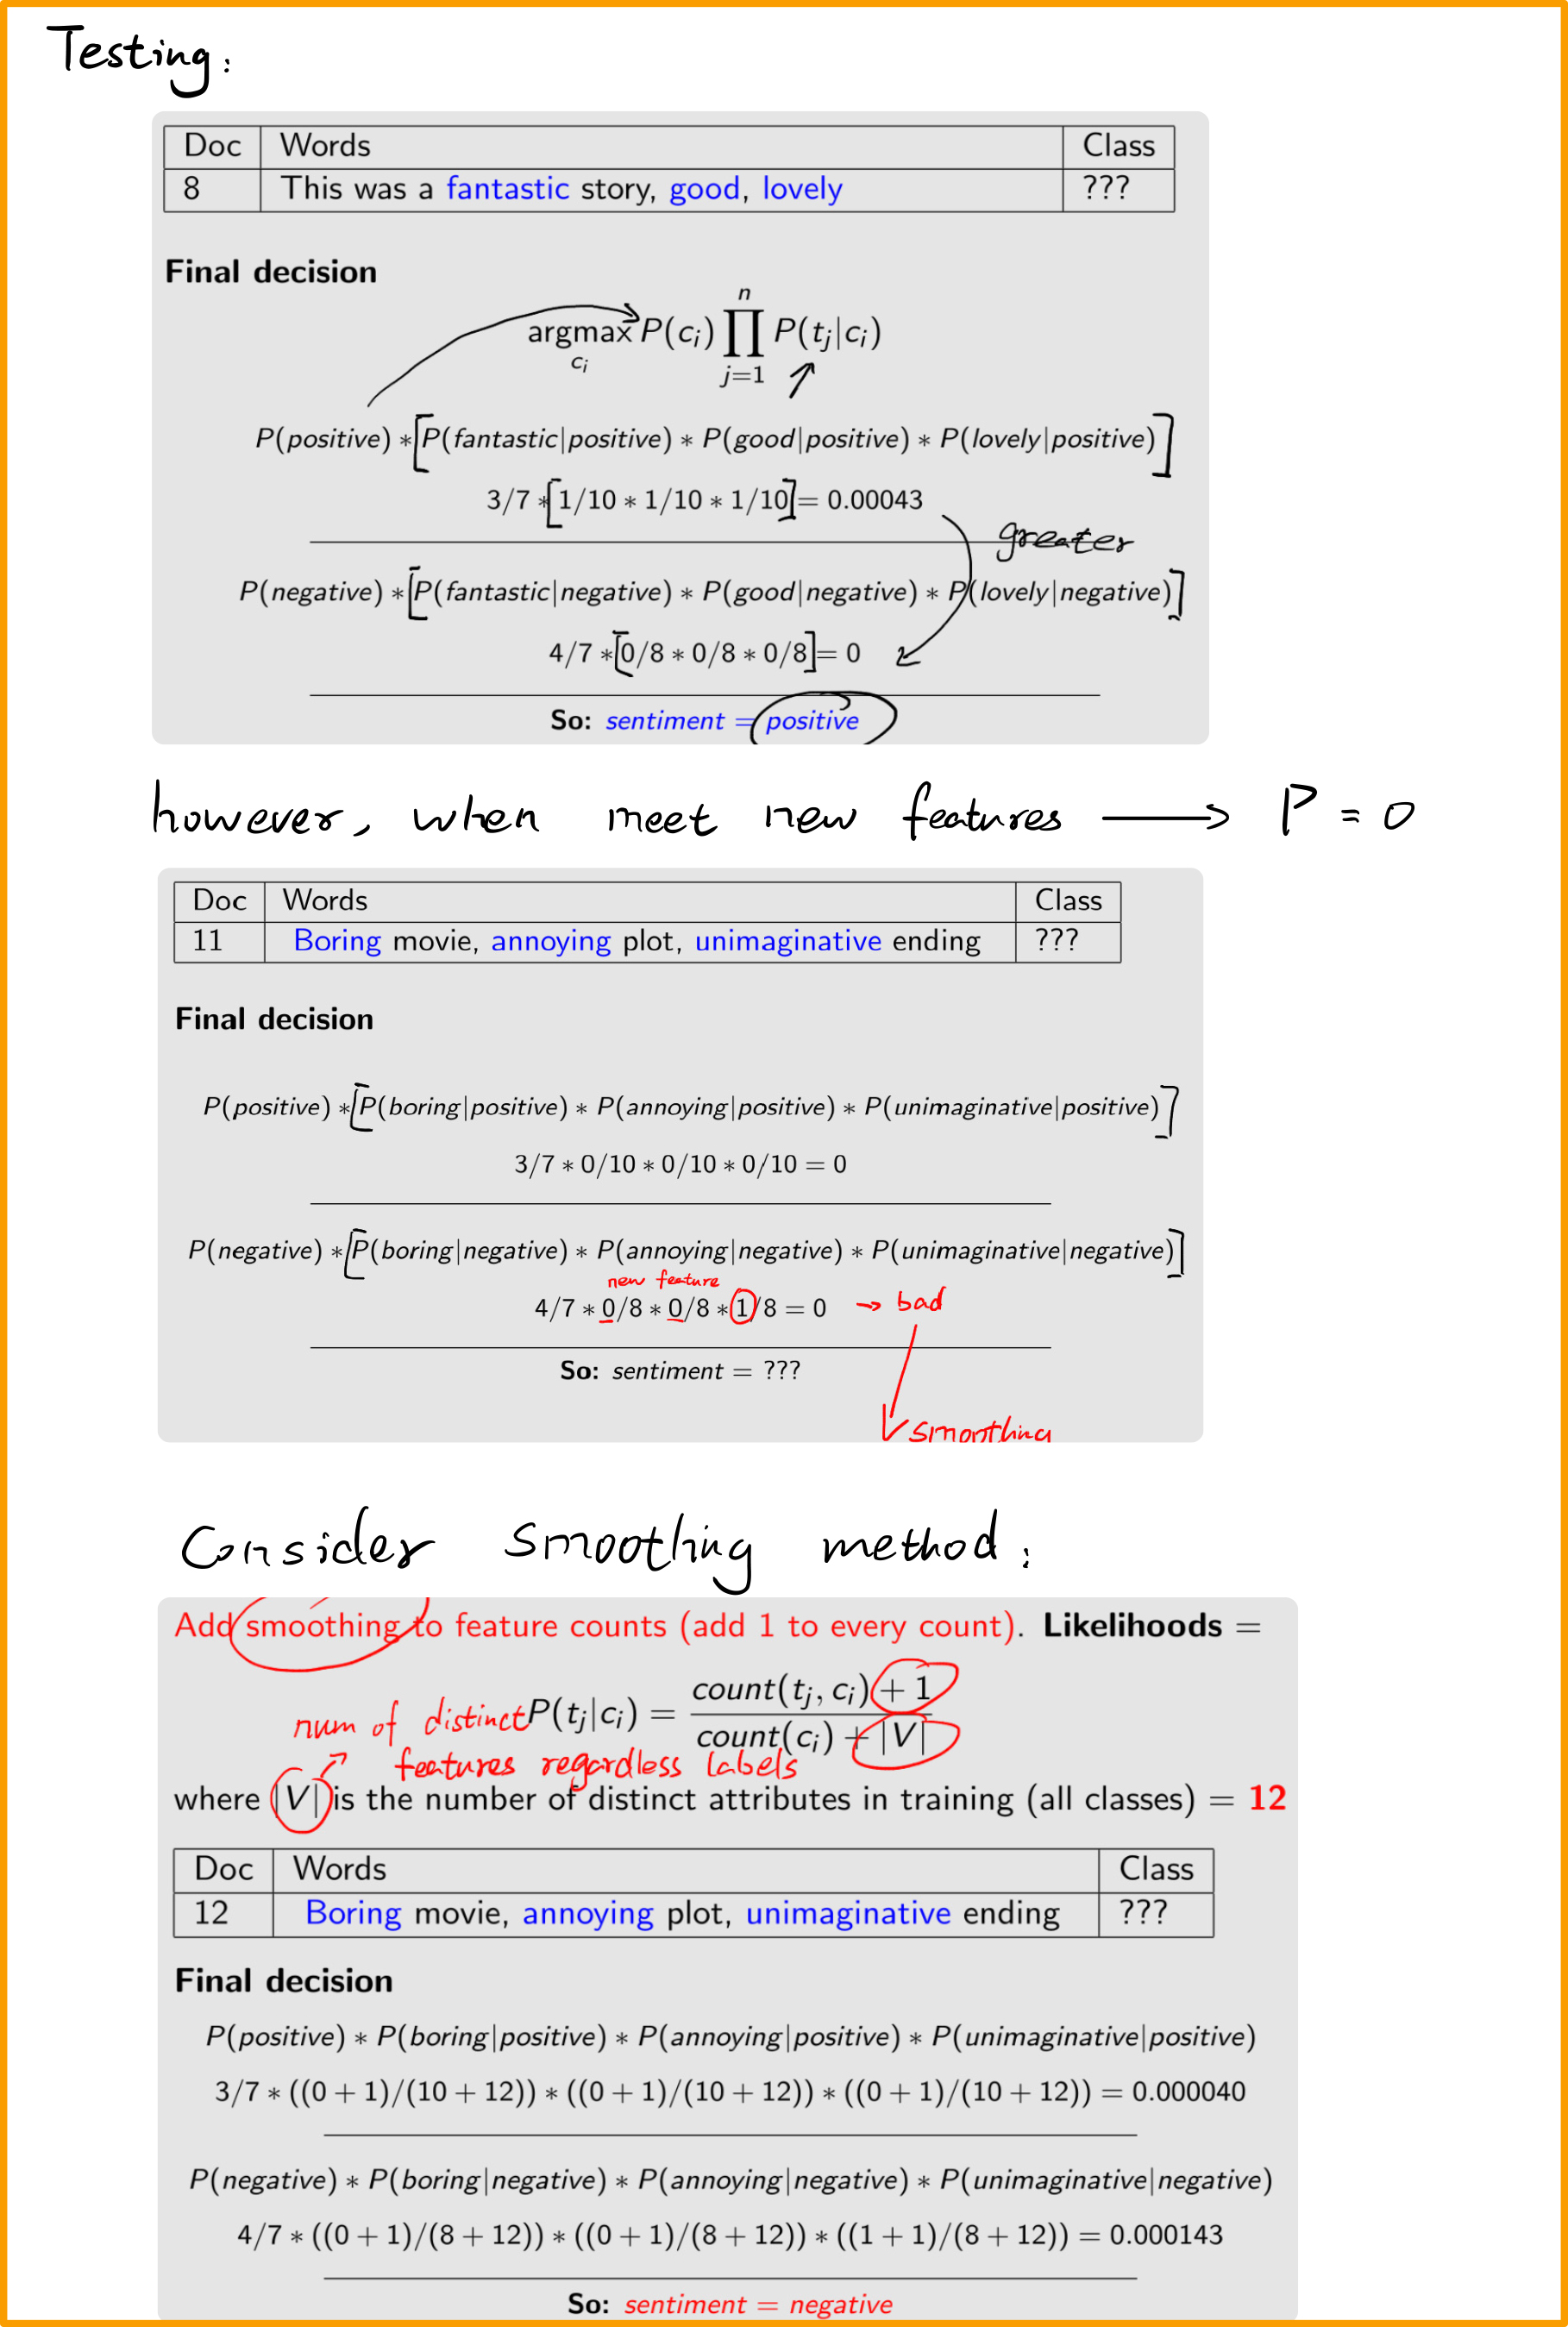 Testing:
Doc Words Class
8 This was a fantastic story, good, lovely ???
Final decision
argmax P(c_i) ∏ P(t_j|c_i)
c_i j=1 n
P(positive) * [P(fantastic|positive) * P(good|positive) * P(lovely|positive)]
3/7 * [1/10 * 1/10 * 1/10] = 0.00043
greater
P(negative) * [P(fantastic|negative) * P(good|negative) * P(lovely|negative)]
4/7 * [0/8 * 0/8 * 0/8] = 0
So: sentiment = positive
however, when meet new features → P = 0
Doc Words Class
11 Boring movie, annoying plot, unimaginative ending ???
Final decision
P(positive) * [P(boring|positive) * P(annoying|positive) * P(unimaginative|positive)]
3/7 * 0/10 * 0/10 * 0/10 = 0
P(negative) * [P(boring|negative) * P(annoying|negative) * P(unimaginative|negative)]
new feature
4/7 * 0/8 * 0/8 * 1/8 = 0 → bad
So: sentiment = ???
smoothing
Consider smoothing method:
Add smoothing to feature counts (add 1 to every count). Likelihoods =
P(t_j|c_i) = (count(t_j, c_i) + 1) / (count(c_i) + |V|)
num of distinct
features regardless labels
where |V| is the number of distinct attributes in training (all classes) = 12
Doc Words Class
12 Boring movie, annoying plot, unimaginative ending ???
Final decision
P(positive) * P(boring|positive) * P(annoying|positive) * P(unimaginative|positive)
3/7 * ((0 + 1)/(10 + 12)) * ((0 + 1)/(10 + 12)) * ((0 + 1)/(10 + 12)) = 0.000040
P(negative) * P(boring|negative) * P(annoying|negative) * P(unimaginative|negative)
4/7 * ((0 + 1)/(8 + 12)) * ((0 + 1)/(8 + 12)) * ((1 + 1)/(8 + 12)) = 0.000143
So: sentiment = negative